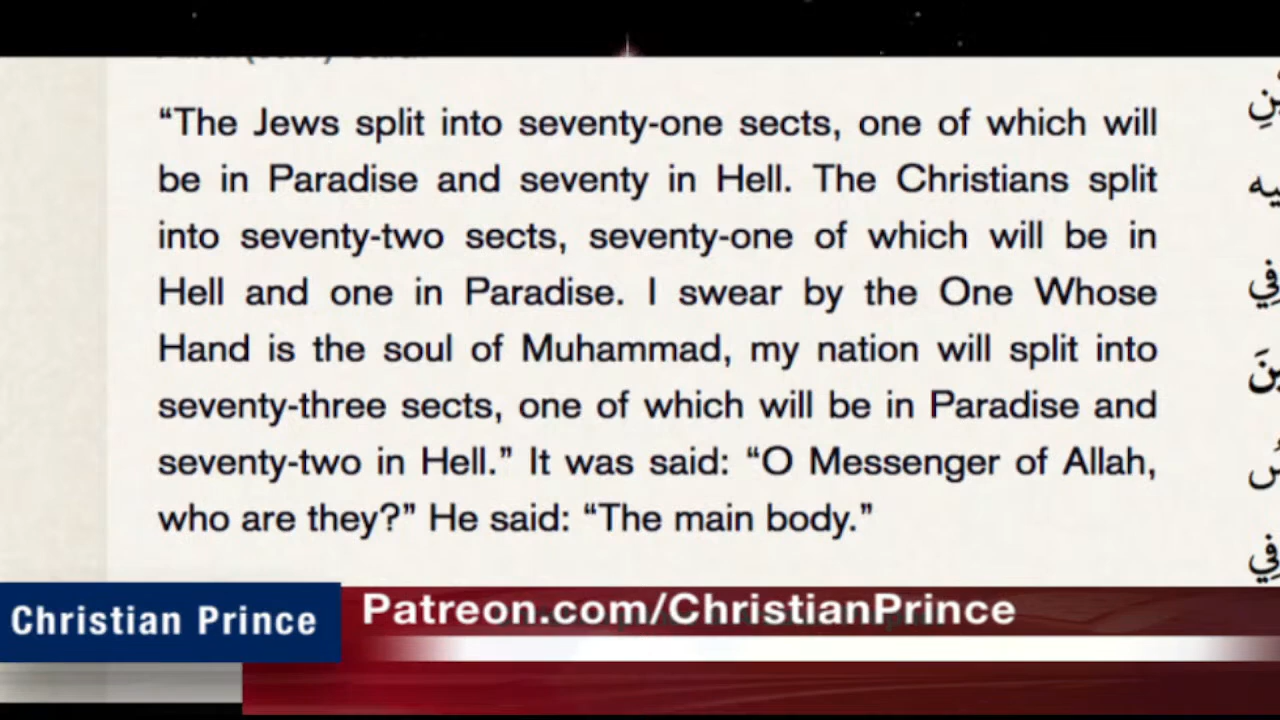 “The Jews split into seventy-one sects, one of which will
be in Paradise and seventy in Hell. The Christians split
into seventy-two sects, seventy-one of which will be in
Hell and one in Paradise. I swear by the One Whose
Hand is the soul of Muhammad, my nation will split into
seventy-three sects, one of which will be in Paradise and
seventy-two in Hell.” It was said: “O Messenger of Allah,
who are they?” He said: “The main body.”
Christian Prince
Patreon.com/ChristianPrince